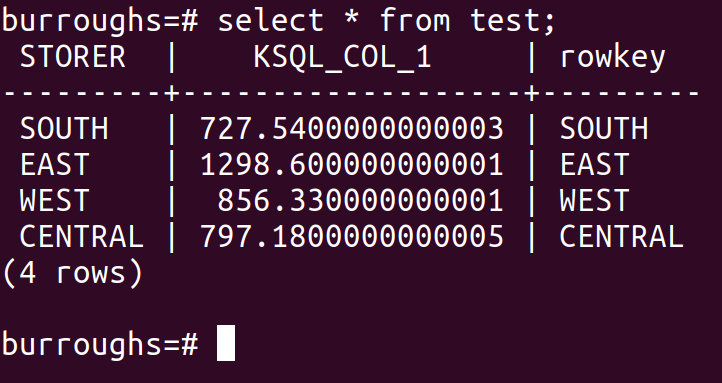 burroughs=# select * from test;
 STORER  |    KSQL_COL_1     | rowkey
---------+-------------------+---------
 SOUTH   | 727.5400000000003 | SOUTH
 EAST    | 1298.600000000001 | EAST
 WEST    |  856.330000000001 | WEST
 CENTRAL | 797.1800000000005 | CENTRAL
(4 rows)
burroughs=#